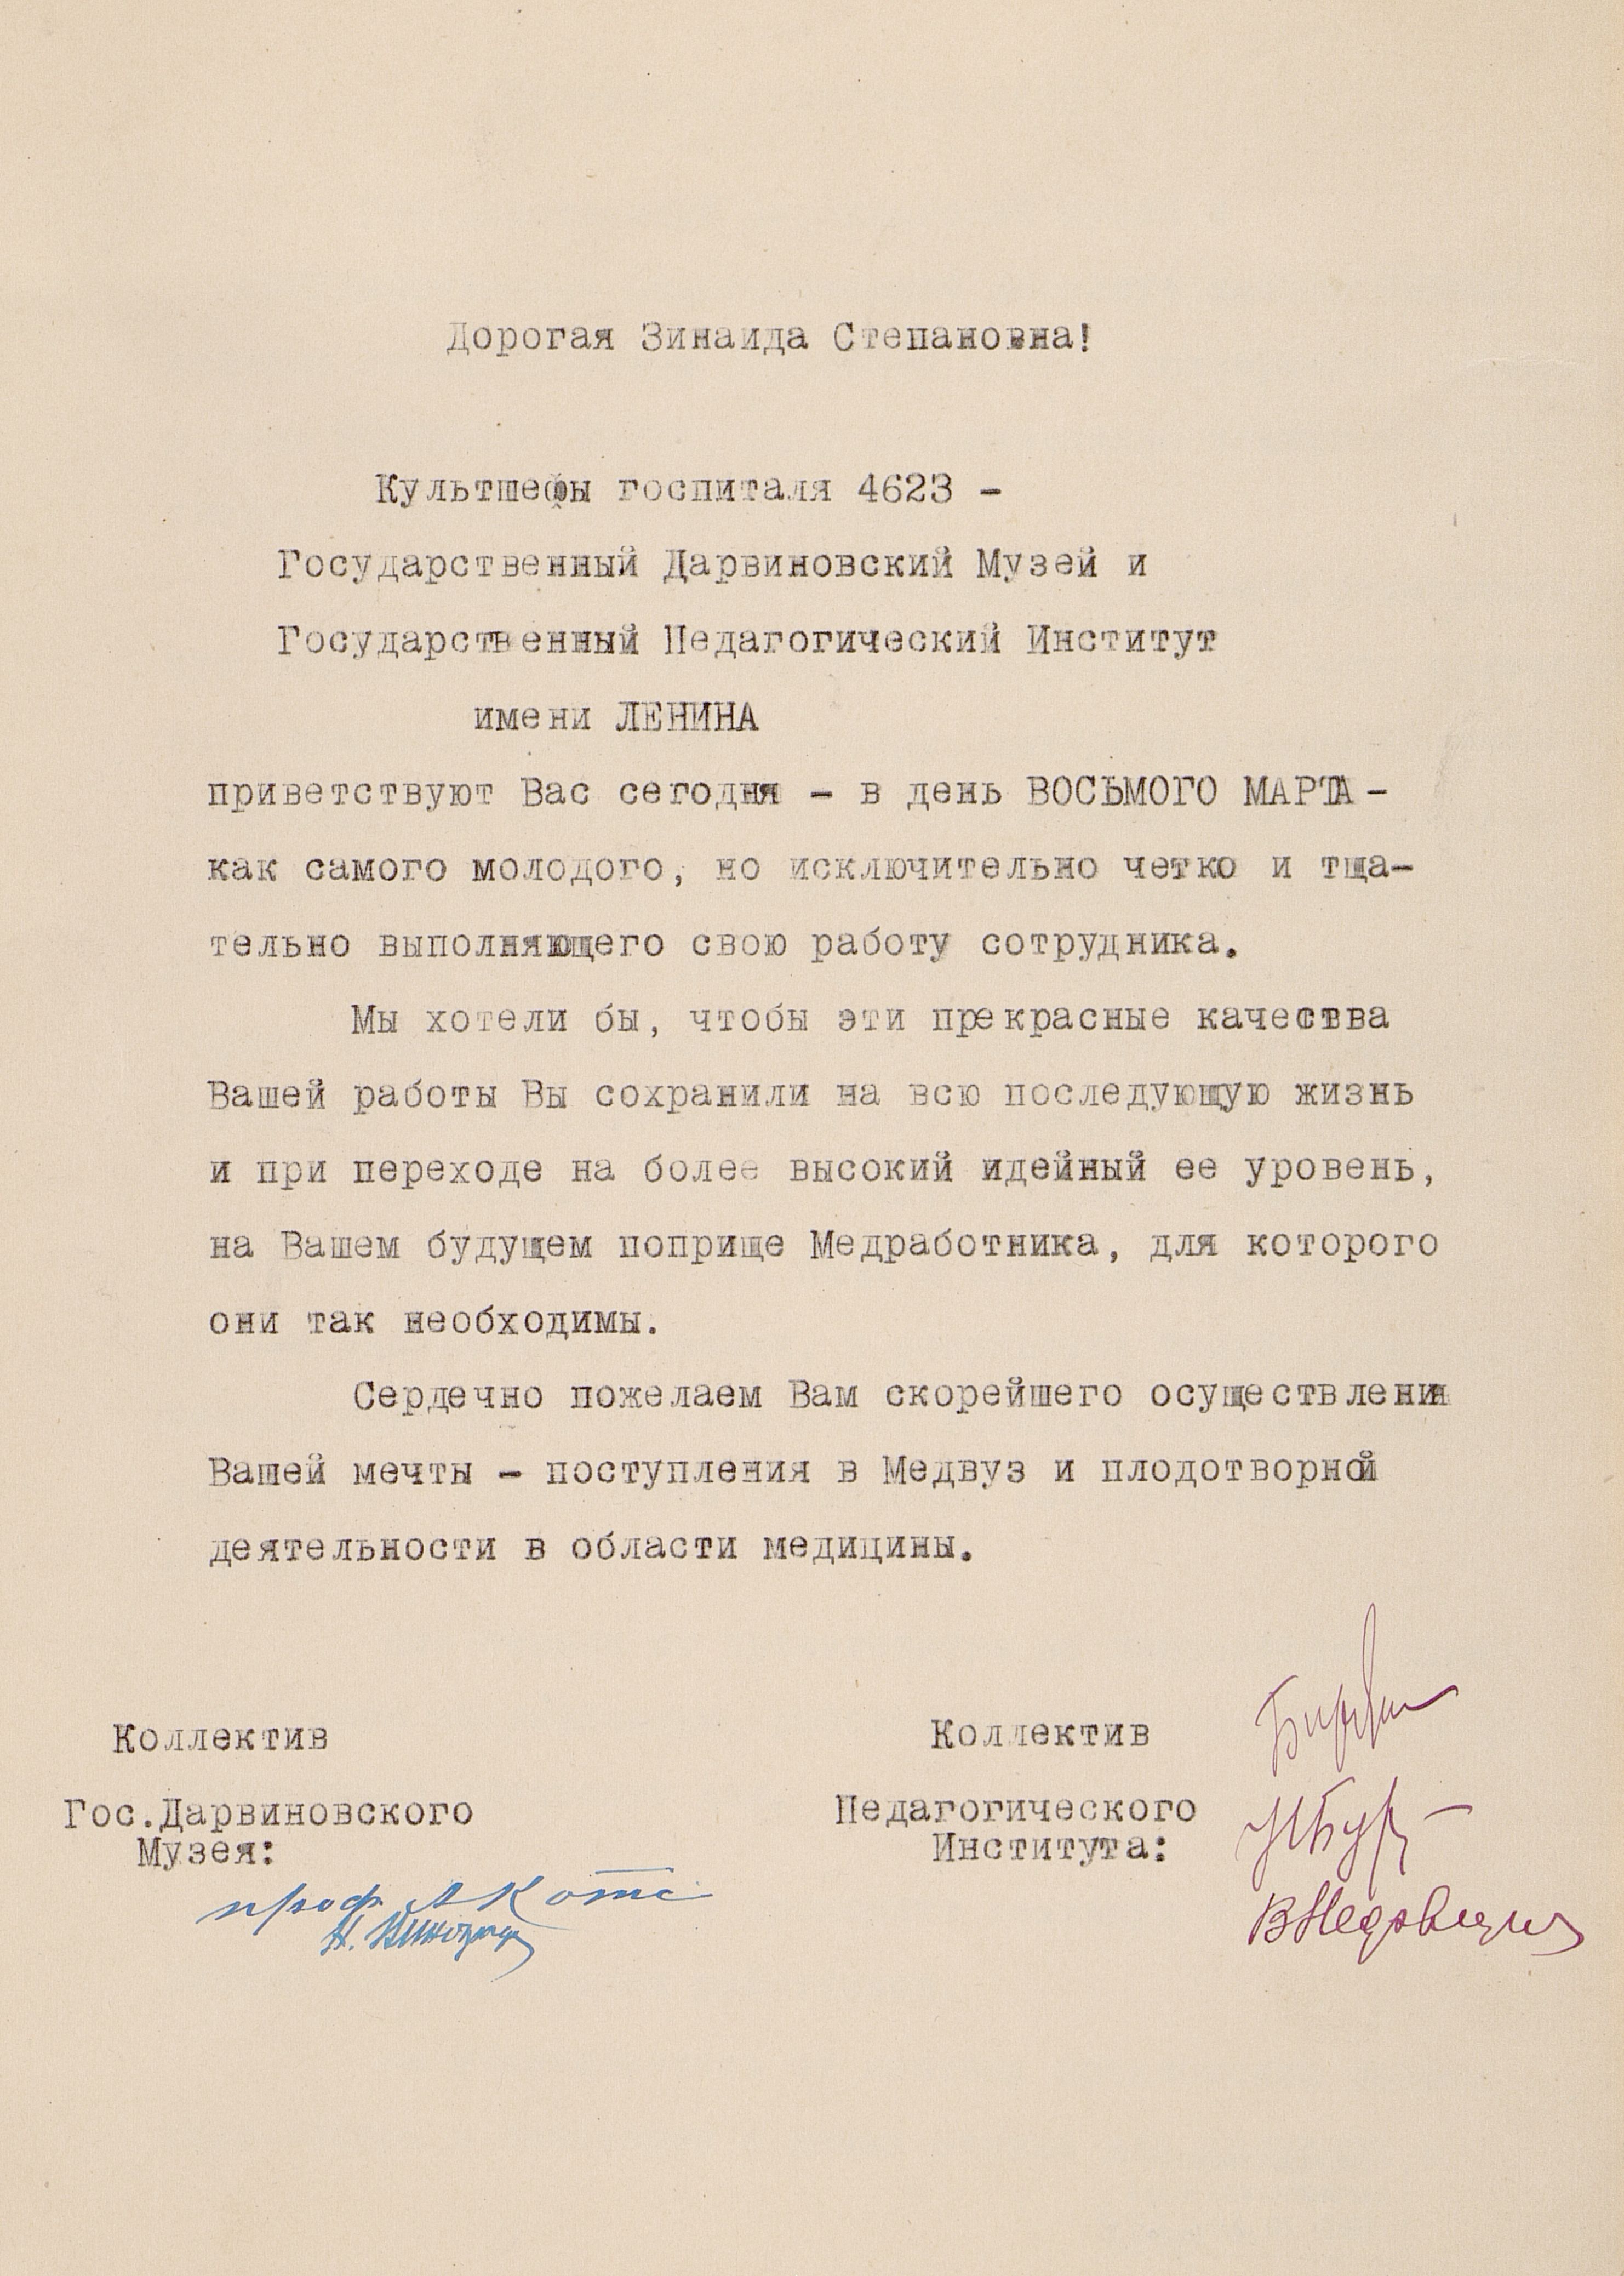 Дорогая Зинаида Степановна!
Культшефы госпиталя 4623 -
Государственный Дарвиновский Музей и
Государственный Педагогический Институт
имени ЛЕНИНА
приветствуют Вас сегодня - в день ВОСЬМОГО МАРТА -
как самого молодого, но исключительно четко и тща-
тельно выполняющего свою работу сотрудника.
Мы хотели бы, чтобы эти прекрасные качества
Вашей работы Вы сохранили на всю последующую жизнь
и при переходе на более высокий идейный ее уровень,
на Вашем будущем поприще Медработника, для которого
они так необходимы.
Сердечно пожелаем Вам скорейшего осуществления
Вашей мечты - поступления в Медвуз и плодотворной
деятельности в области медицины.
Коллектив
Гос.Дарвиновского
Музея:
проф. А Котс
Коллектив
Педагогического
Института: